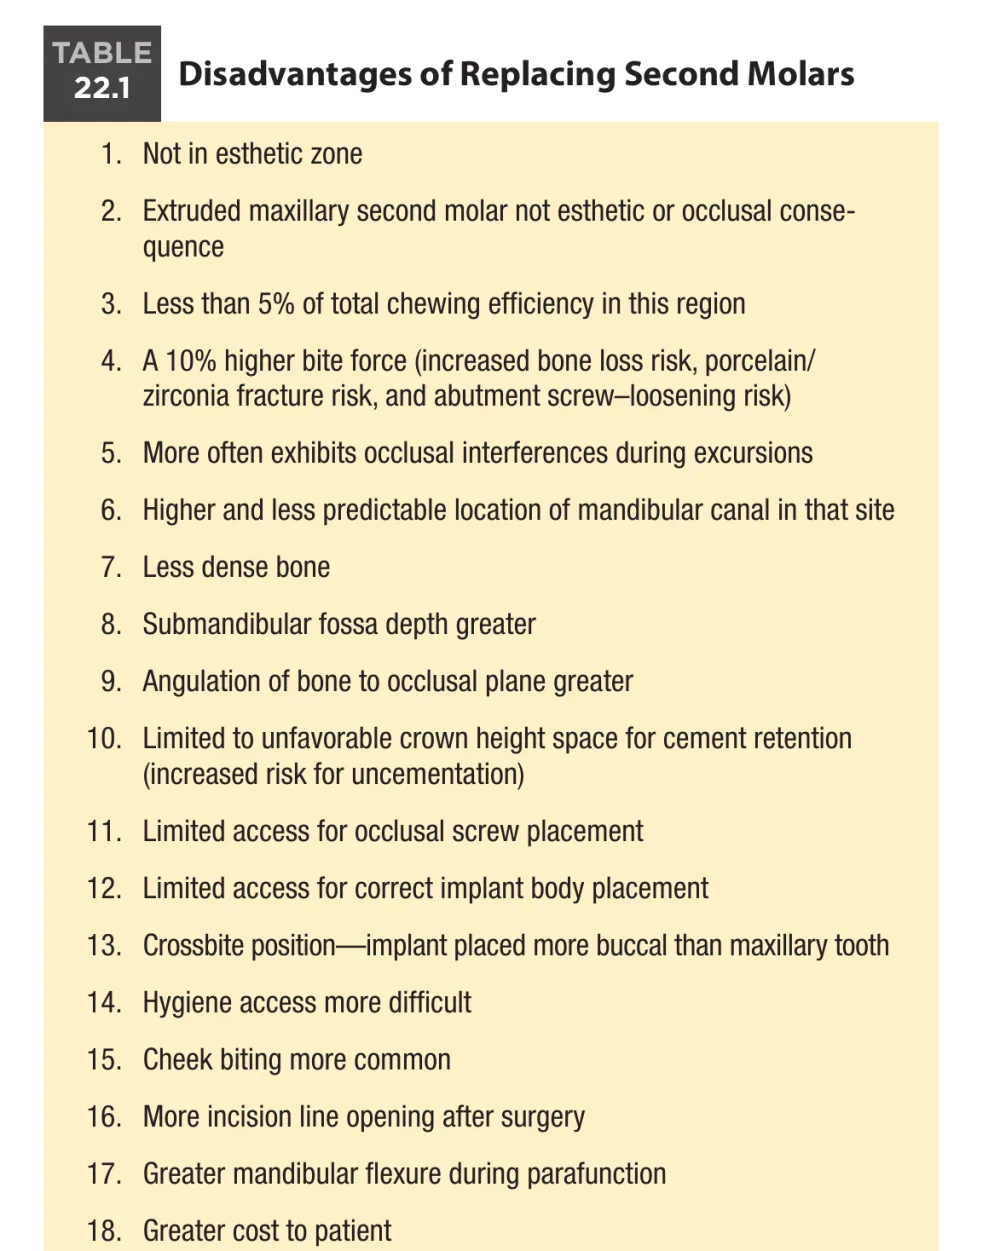 TABLE
22.1
Disadvantages of Replacing Second Molars
1. Not in esthetic zone
2. Extruded maxillary second molar not esthetic or occlusal conse-
quence
3. Less than 5% of total chewing efficiency in this region
4. A 10% higher bite force (increased bone loss risk, porcelain/
zirconia fracture risk, and abutment screw–loosening risk)
5. More often exhibits occlusal interferences during excursions
6. Higher and less predictable location of mandibular canal in that site
7. Less dense bone
8. Submandibular fossa depth greater
9. Angulation of bone to occlusal plane greater
10. Limited to unfavorable crown height space for cement retention
(increased risk for uncementation)
11. Limited access for occlusal screw placement
12. Limited access for correct implant body placement
13. Crossbite position—implant placed more buccal than maxillary tooth
14. Hygiene access more difficult
15. Cheek biting more common
16. More incision line opening after surgery
17. Greater mandibular flexure during parafunction
18. Greater cost to patient